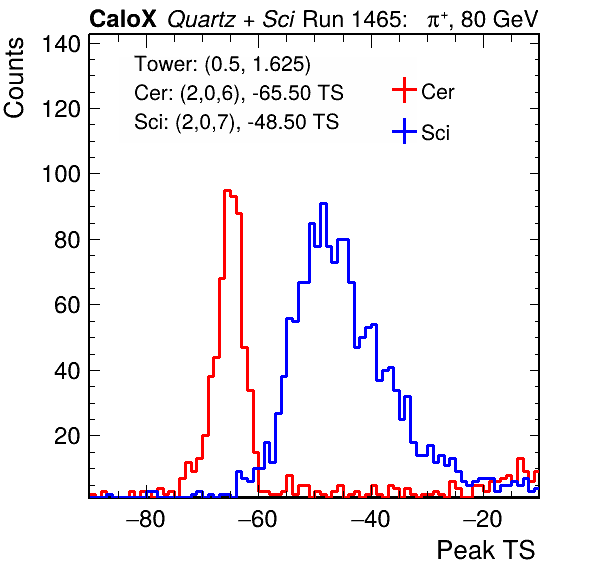 CaloX Quartz + Sci Run 1465: π+, 80 GeV
Counts
140
120
100
80
60
40
20
Tower: (0.5, 1.625)
Cer: (2,0,6), -65.50 TS
Sci: (2,0,7), -48.50 TS
Cer
Sci
−80 −60 −40 −20
Peak TS